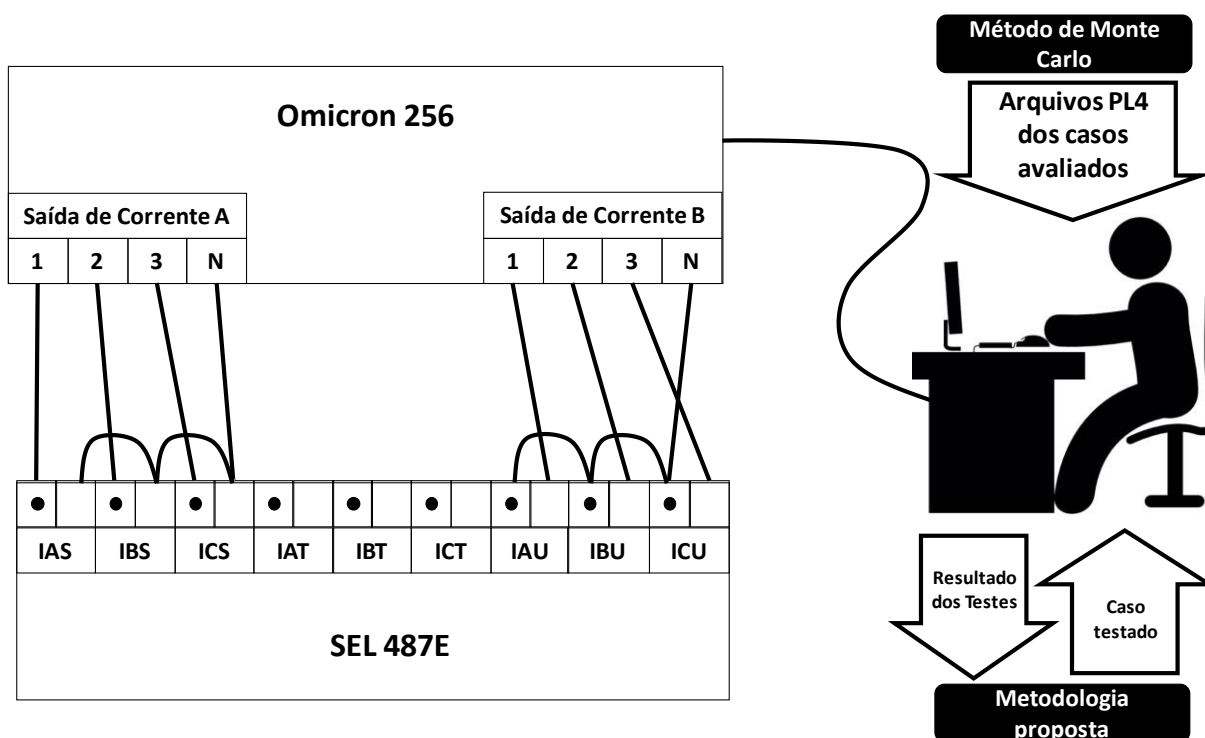 Método de Monte
Carlo
Arquivos PL4
dos casos
avaliados
Omicron 256
Saída de Corrente A
1 2 3 N
Saída de Corrente B
1 2 3 N
IAS IBS ICS IAT IBT ICT IAU IBU ICU
SEL 487E
Resultado
dos Testes
Caso
testado
Metodologia
proposta